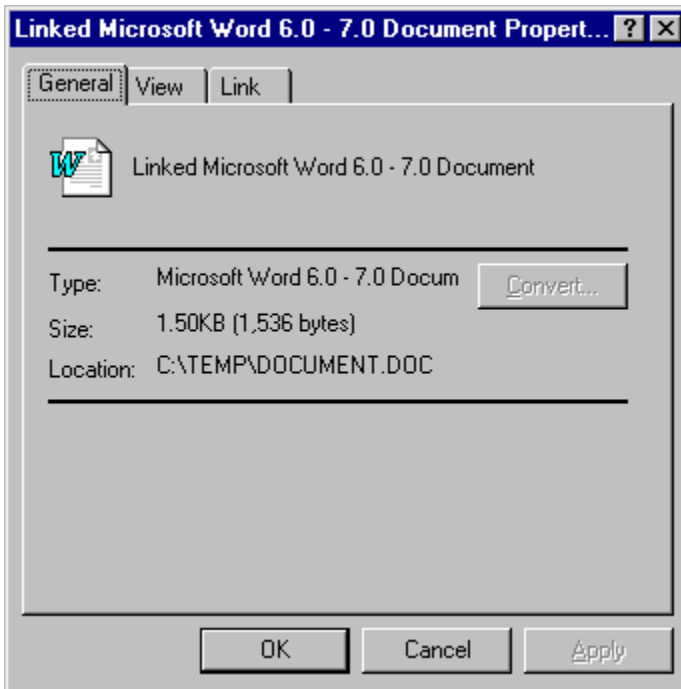 Linked Microsoft Word 6.0 - 7.0 Document Propert...
General View Link
W
Linked Microsoft Word 6.0 - 7.0 Document
Type: Microsoft Word 6.0 - 7.0 Docum Convert...
Size: 1.50KB (1,536 bytes)
Location: C:\TEMP\DOCUMENT.DOC
OK Cancel Apply